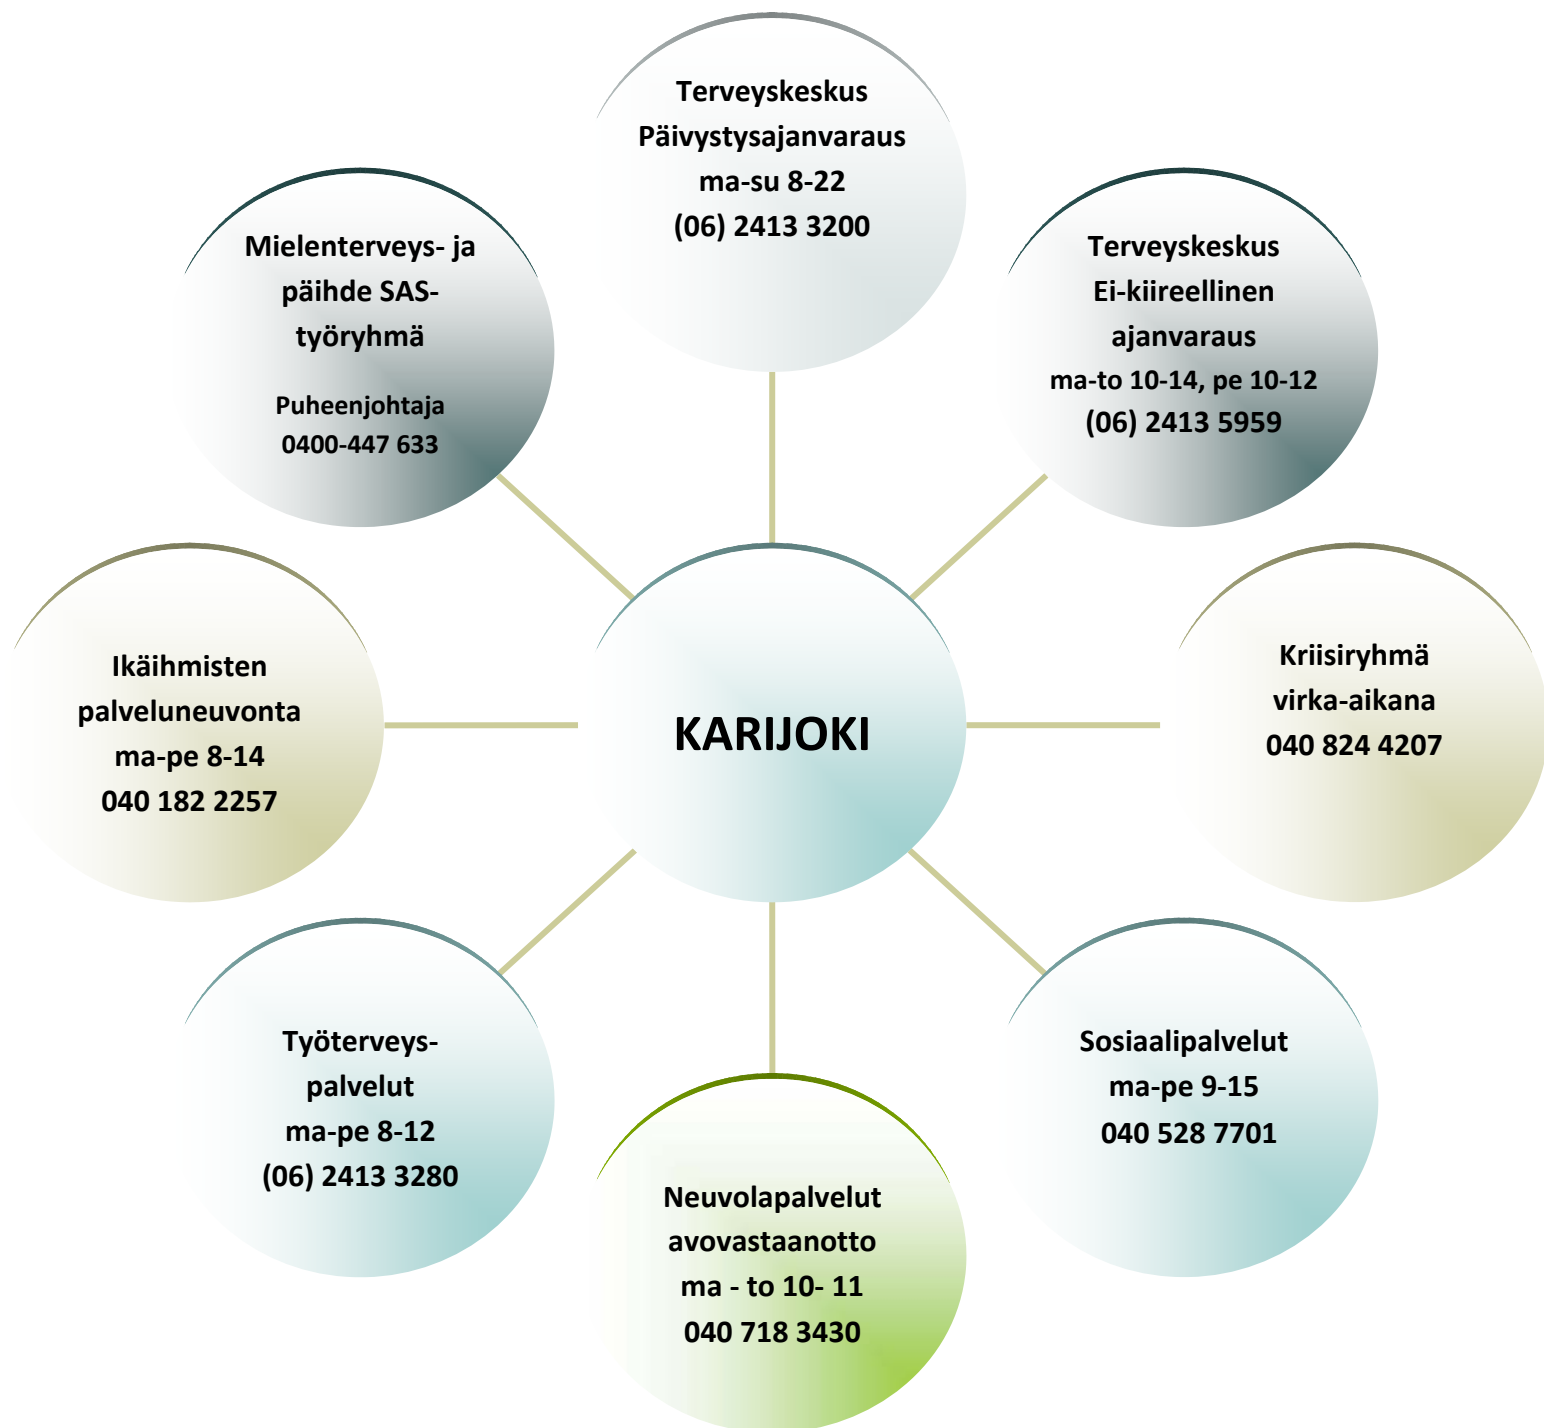 Terveyskeskus
Päivystysajanvaraus
ma-su 8-22
(06) 2413 3200
Terveyskeskus
Ei-kiireellinen
ajanvaraus
ma-to 10-14, pe 10-12
(06) 2413 5959
Kriisiryhmä
virka-aikana
040 824 4207
Sosiaalipalvelut
ma-pe 9-15
040 528 7701
Neuvolapalvelut
avovastaanotto
ma - to 10- 11
040 718 3430
Työterveys-
palvelut
ma-pe 8-12
(06) 2413 3280
Ikäihmisten
palveluneuvonta
ma-pe 8-14
040 182 2257
Mielenterveys- ja
päihde SAS-
työryhmä
Puheenjohtaja
0400-447 633
KARIJOKI